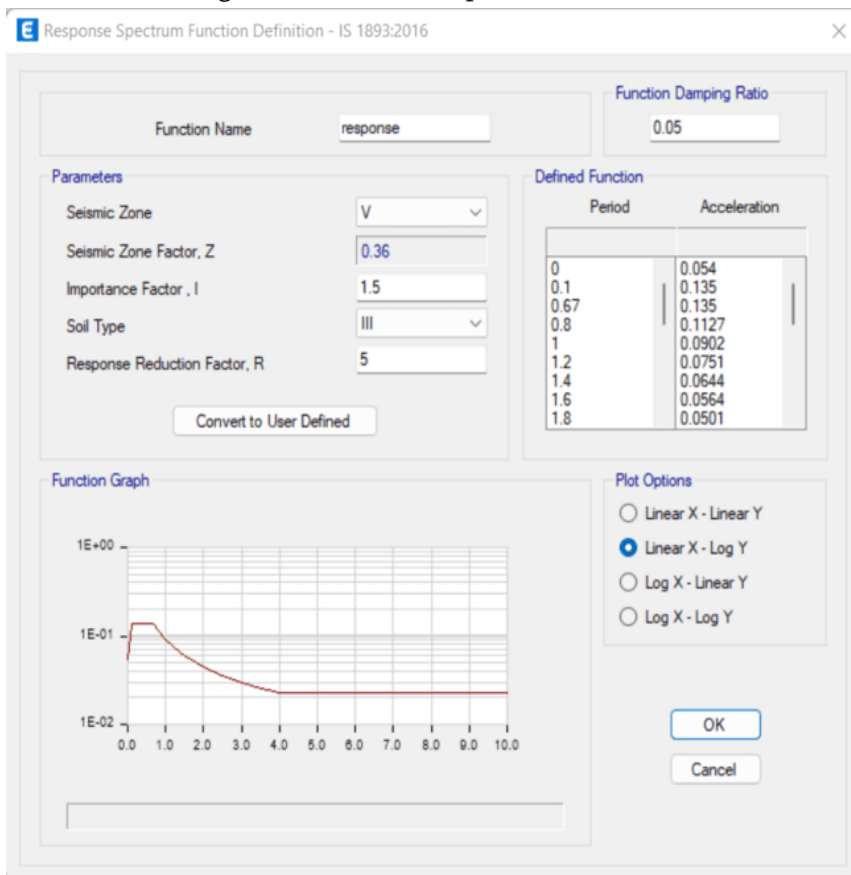 E Response Spectrum Function Definition - IS 1893:2016
Function Name response
Function Damping Ratio
0.05
Parameters
Seismic Zone V
Seismic Zone Factor, Z 0.36
Importance Factor , I 1.5
Soil Type III
Response Reduction Factor, R 5
Convert to User Defined
Defined Function
Period Acceleration
0 0.054
0.1 0.135
0.67 0.135
0.8 0.1127
1 0.0902
1.2 0.0751
1.4 0.0644
1.6 0.0564
1.8 0.0501
Function Graph
1E+00
1E-01
1E-02
0.0 1.0 2.0 3.0 4.0 5.0 6.0 7.0 8.0 9.0 10.0
Plot Options
Linear X - Linear Y
Linear X - Log Y
Log X - Linear Y
Log X - Log Y
OK
Cancel